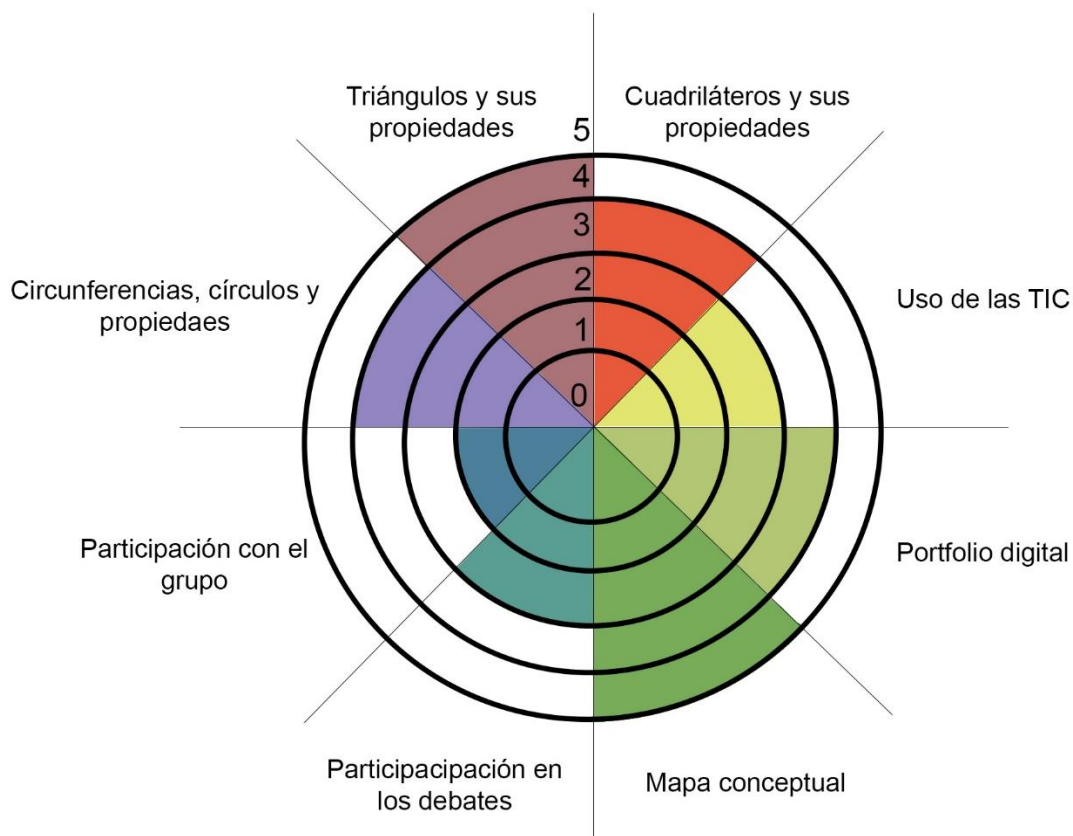 Triángulos y sus
propiedades
Cuadriláteros y sus
propiedades
5
4
3
2
1
0
Circunferencias, círculos y
propiedaes
Uso de las TIC
Participación con el
grupo
Portfolio digital
Participacipación en
los debates
Mapa conceptual